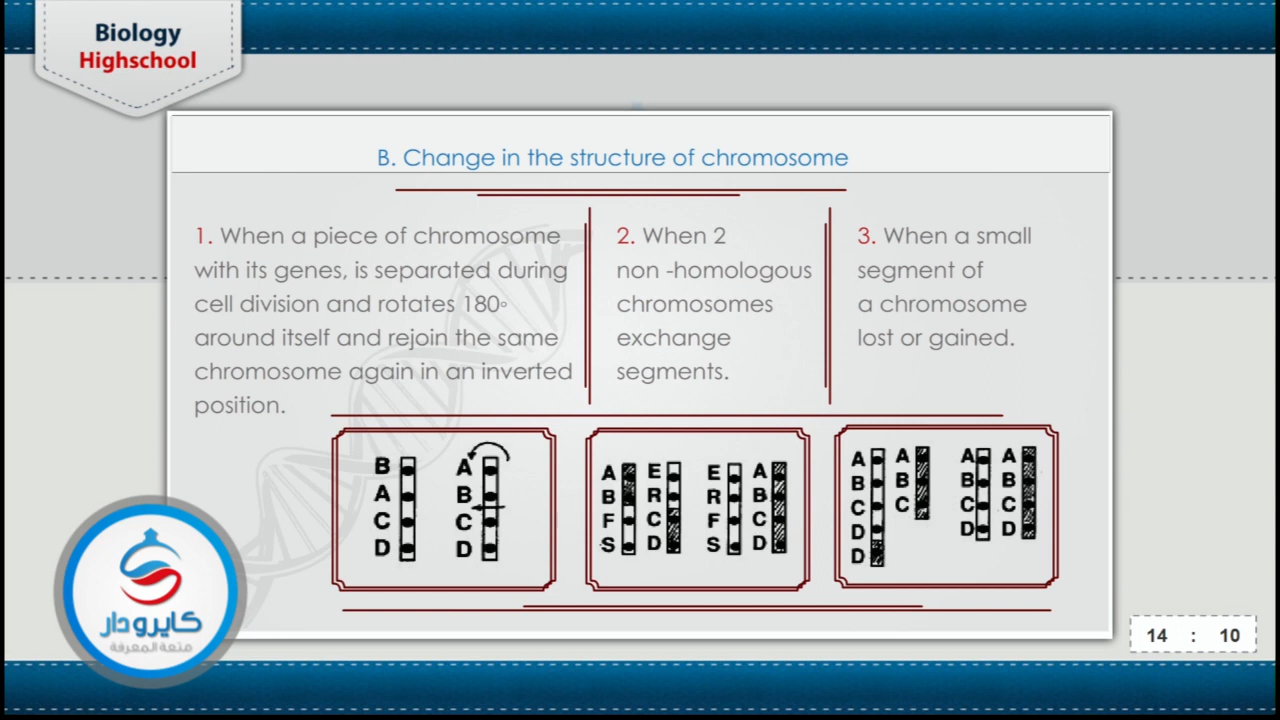 Biology
Highschool
B. Change in the structure of chromosome
1. When a piece of chromosome
with its genes, is separated during
cell division and rotates 180°
around itself and rejoin the same
chromosome again in an inverted
position.
2. When 2
non -homologous
chromosomes
exchange
segments.
3. When a small
segment of
a chromosome
lost or gained.
B A
A B
C C
D D
A E E A
B R R B
F C F C
S D S D
A A A A
B B B B
C C C C
D D D
D
كايرودار
متعة المعرفة
14 : 10